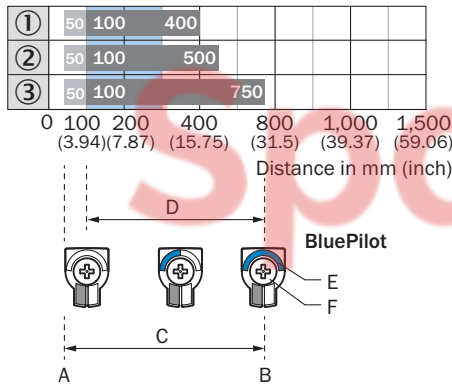 ① 50 100 400
② 50 100 500
③ 50 100 750
0 100 200 400 800 1,000 1,500
(3.94) (7.87) (15.75) (31.5) (39.37) (59.06)
Distance in mm (inch)
D
BluePilot
E
F
C
A B
Spo